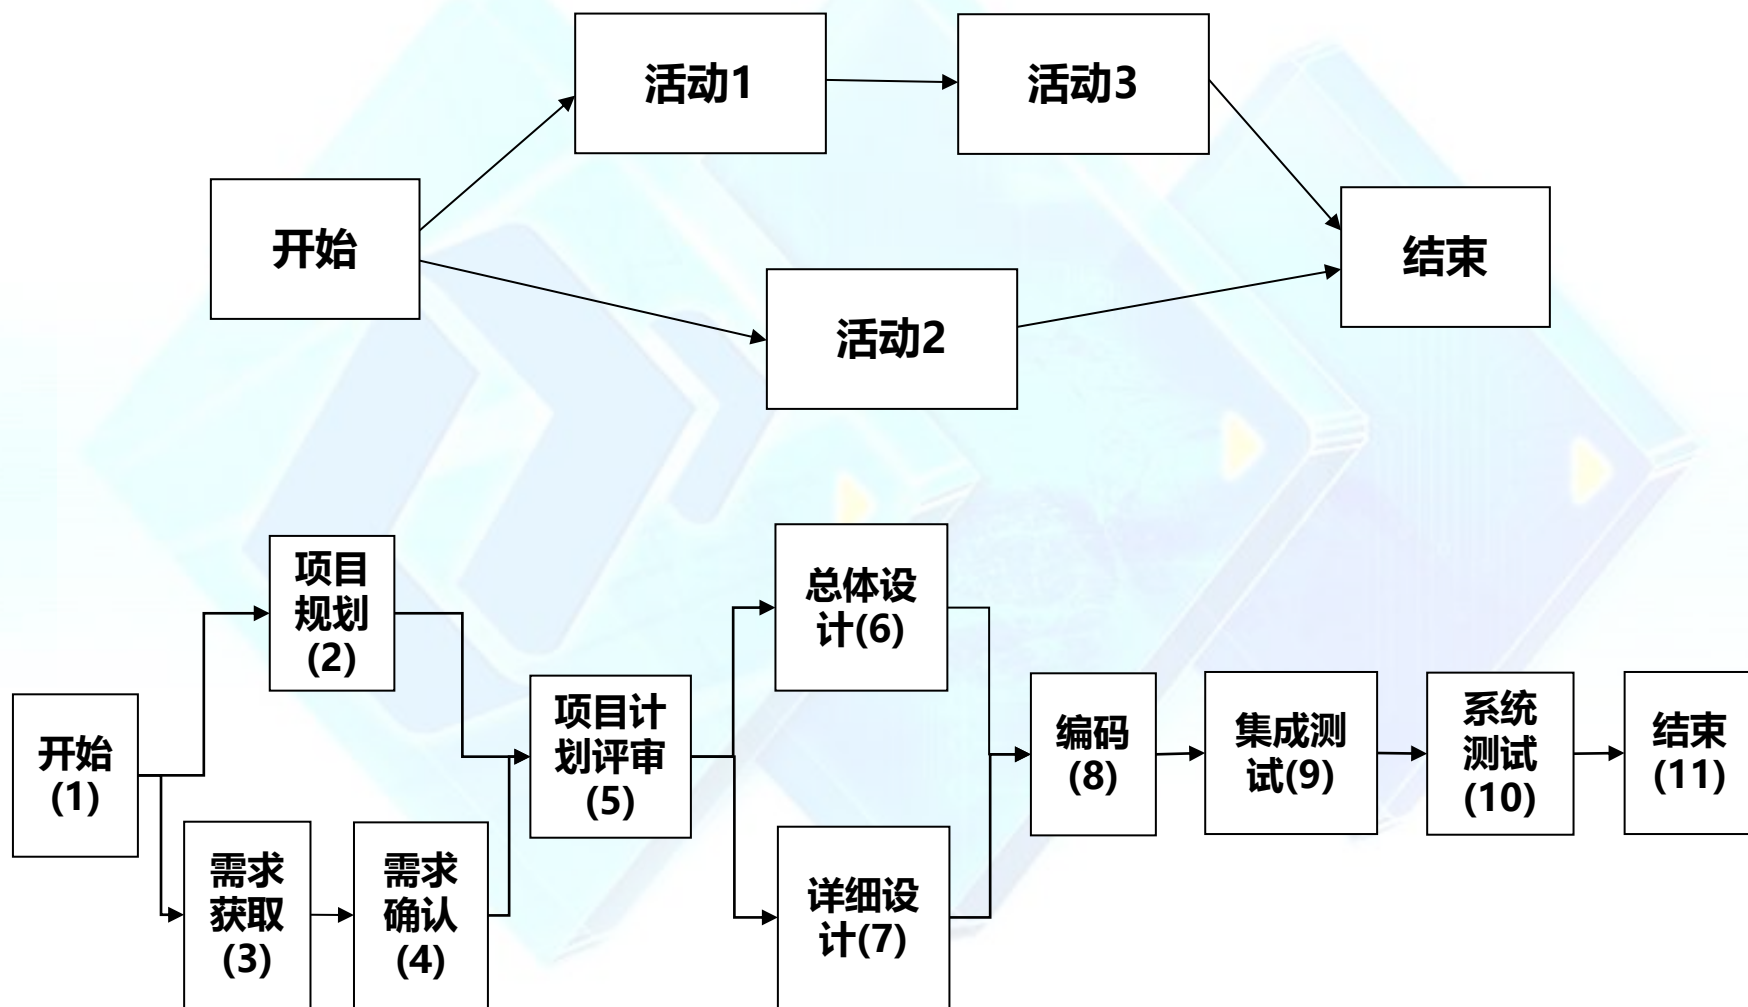 活动1
活动3
开始
结束
活动2
项目
规划
(2)
总体设
计(6)
项目计
划评审
(5)
开始
(1)
编码
(8)
集成测
试(9)
系统
测试
(10)
结束
(11)
需求
获取
(3)
需求
确认
(4)
详细设
计(7)